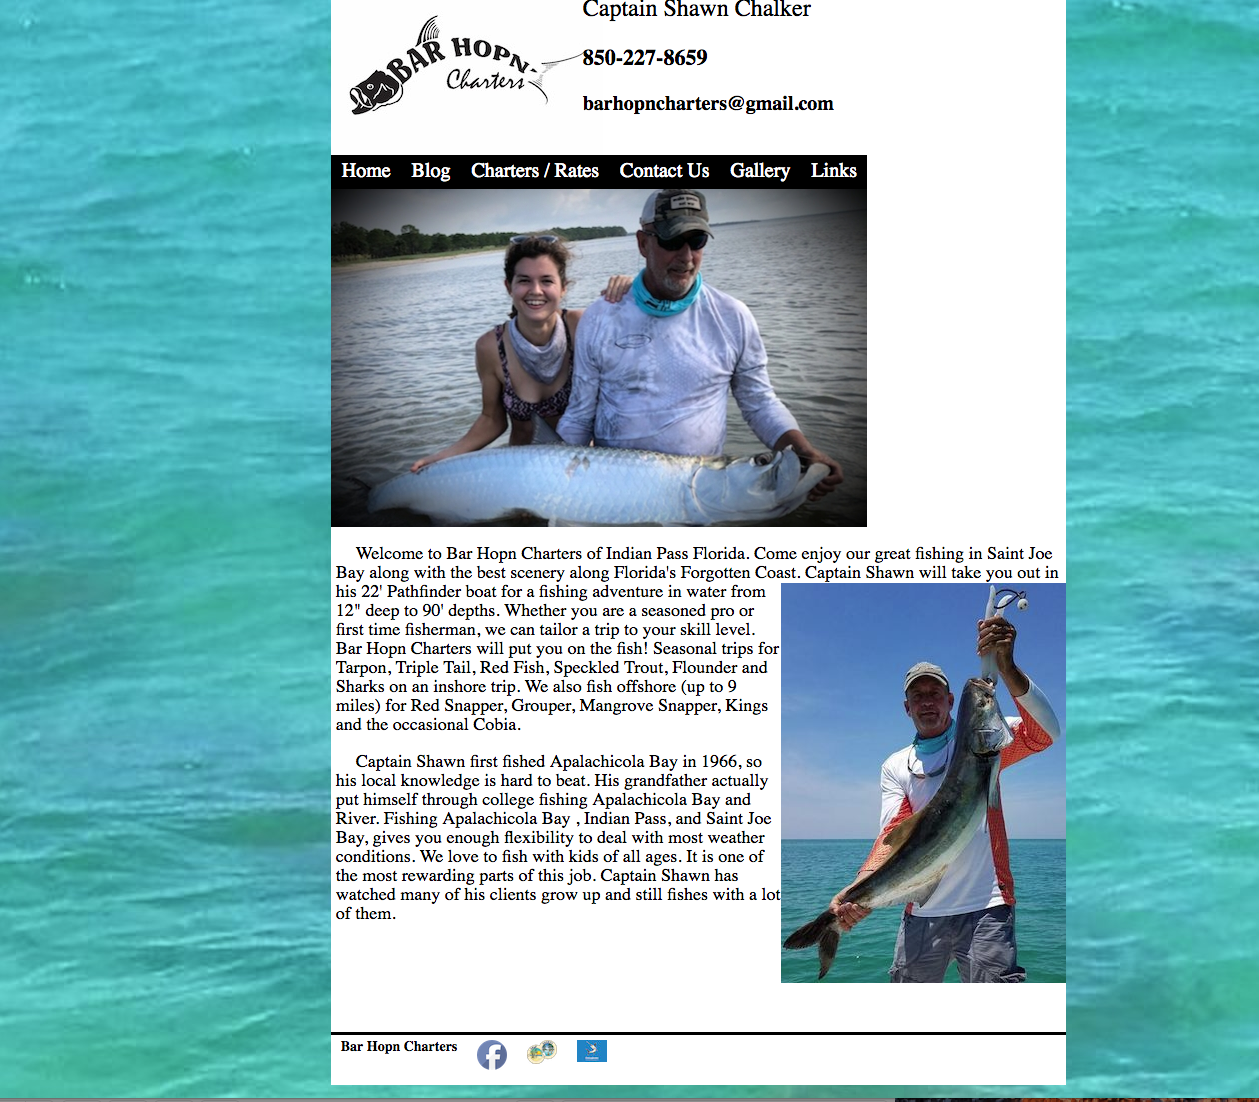 Captain Shawn Chalker
BAR HOPN
Charters
850-227-8659
barhopncharters@gmail.com
Home Blog Charters / Rates Contact Us Gallery Links
Welcome to Bar Hopn Charters of Indian Pass Florida. Come enjoy our great fishing in Saint Joe
Bay along with the best scenery along Florida's Forgotten Coast. Captain Shawn will take you out in
his 22' Pathfinder boat for a fishing adventure in water from
12" deep to 90' depths. Whether you are a seasoned pro or
first time fisherman, we can tailor a trip to your skill level.
Bar Hopn Charters will put you on the fish! Seasonal trips for
Tarpon, Triple Tail, Red Fish, Speckled Trout, Flounder and
Sharks on an inshore trip. We also fish offshore (up to 9
miles) for Red Snapper, Grouper, Mangrove Snapper, Kings
and the occasional Cobia.
Captain Shawn first fished Apalachicola Bay in 1966, so
his local knowledge is hard to beat. His grandfather actually
put himself through college fishing Apalachicola Bay and
River. Fishing Apalachicola Bay , Indian Pass, and Saint Joe
Bay, gives you enough flexibility to deal with most weather
conditions. We love to fish with kids of all ages. It is one of
the most rewarding parts of this job. Captain Shawn has
watched many of his clients grow up and still fishes with a lot
of them.
Bar Hopn Charters